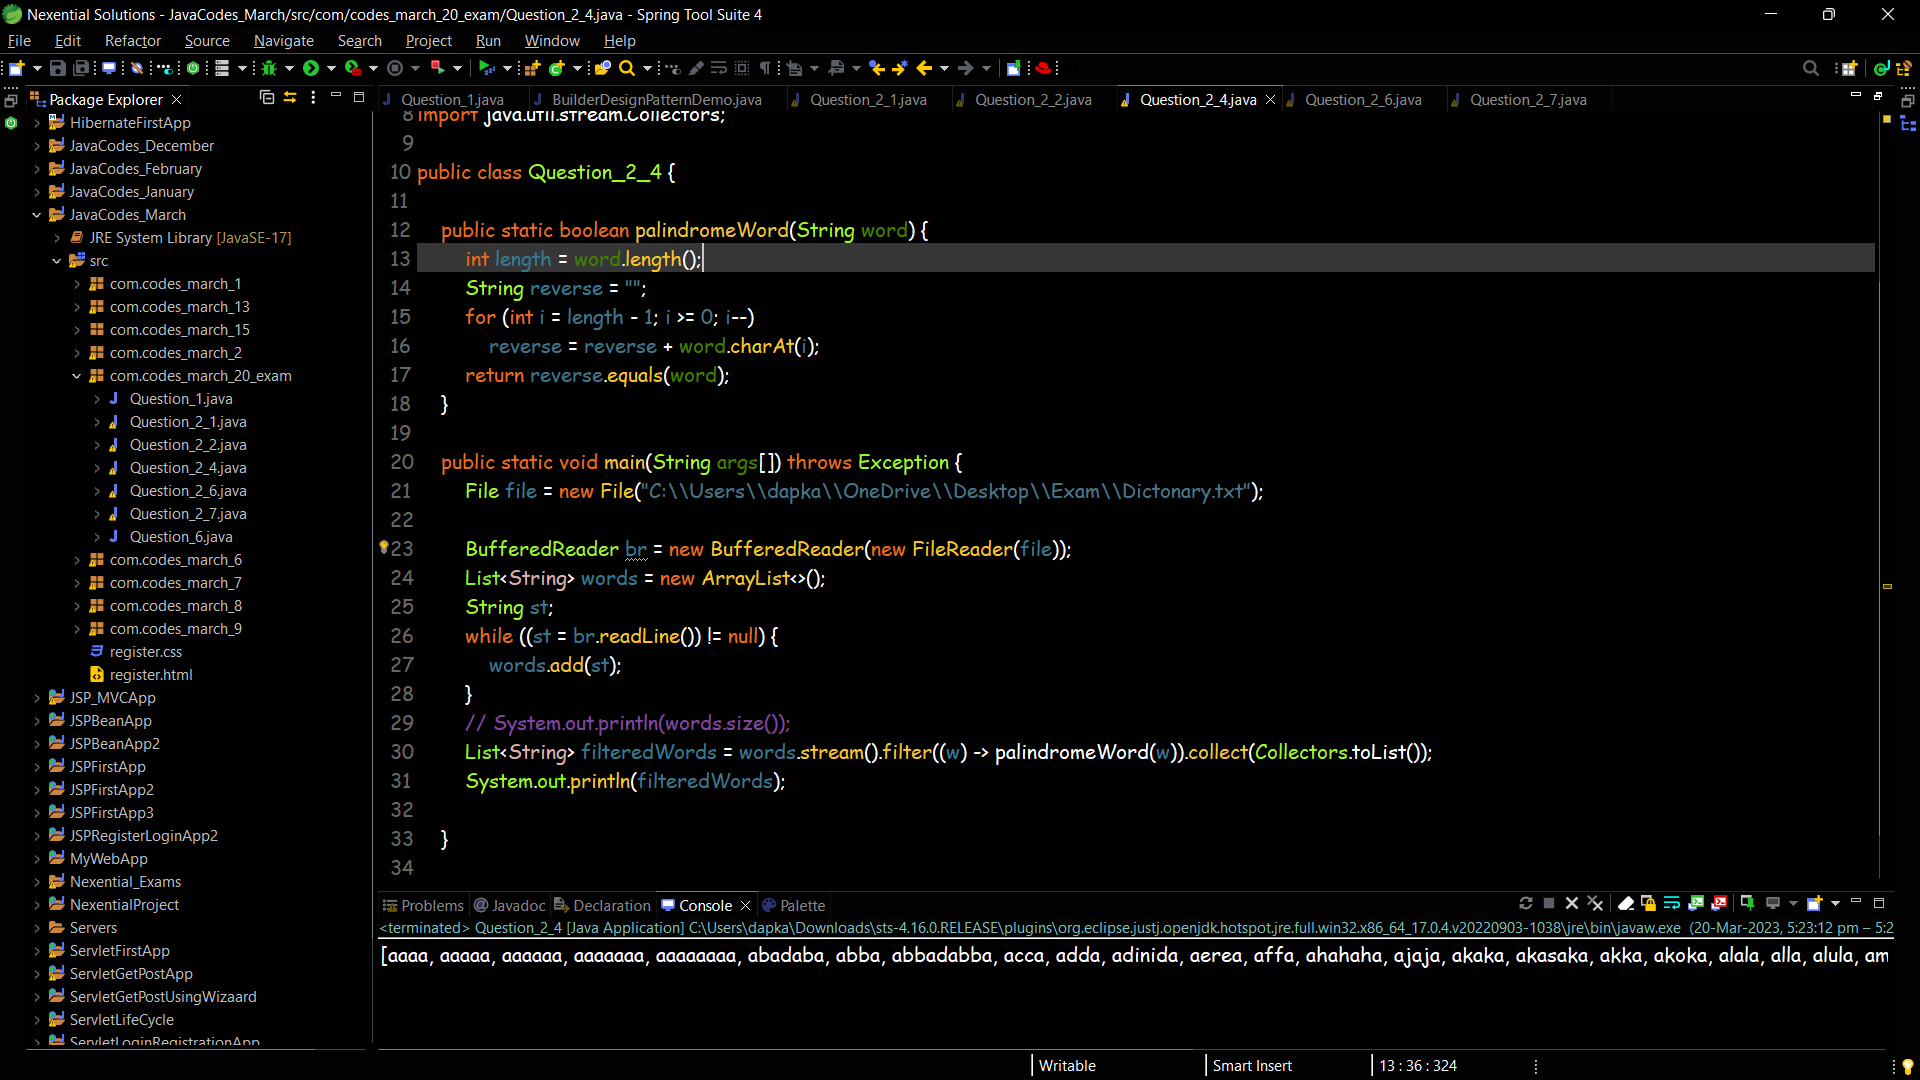 Nexential Solutions - JavaCodes_March/src/com/codes_march_20_exam/Question_2_4.java - Spring Tool Suite 4
File Edit Refactor Source Navigate Search Project Run Window Help
Package Explorer
HibernateFirstApp
JavaCodes_December
JavaCodes_February
JavaCodes_January
JavaCodes_March
JRE System Library [JavaSE-17]
src
com.codes_march_1
com.codes_march_13
com.codes_march_15
com.codes_march_2
com.codes_march_20_exam
Question_1.java
Question_2_1.java
Question_2_2.java
Question_2_4.java
Question_2_6.java
Question_2_7.java
Question_6.java
com.codes_march_6
com.codes_march_7
com.codes_march_8
com.codes_march_9
register.css
register.html
JSP_MVCApp
JSPBeanApp
JSPBeanApp2
JSPFirstApp
JSPFirstApp2
JSPFirstApp3
JSPRegisterLoginApp2
MyWebApp
Nexential_Exams
NexentialProject
Servers
ServletFirstApp
ServletGetPostApp
ServletGetPostUsingWizaard
ServletLifeCycle
ServletLoginRegistrationApp
Question_1.java BuilderDesignPatternDemo.java Question_2_1.java Question_2_2.java Question_2_4.java Question_2_6.java Question_2_7.java
8 import java.util.stream.Collectors;
9
10 public class Question_2_4 {
11
12 public static boolean palindromeWord(String word) {
13 int length = word.length();
14 String reverse = "";
15 for (int i = length - 1; i >= 0; i--)
16 reverse = reverse + word.charAt(i);
17 return reverse.equals(word);
18 }
19
20 public static void main(String args[]) throws Exception {
21 File file = new File("C:\\Users\\dapka\\OneDrive\\Desktop\\Exam\\Dictonary.txt");
22
23 BufferedReader br = new BufferedReader(new FileReader(file));
24 List<String> words = new ArrayList<>();
25 String st;
26 while ((st = br.readLine()) != null) {
27 words.add(st);
28 }
29 // System.out.println(words.size());
30 List<String> filteredWords = words.stream().filter((w) -> palindromeWord(w)).collect(Collectors.toList());
31 System.out.println(filteredWords);
32
33 }
34
Problems Javadoc Declaration Console Palette
<terminated> Question_2_4 [Java Application] C:\Users\dapka\Downloads\sts-4.16.0.RELEASE\plugins\org.eclipse.justj.openjdk.hotspot.jre.full.win32.x86_64_17.0.4.v20220903-1038\jre\bin\javaw.exe (20-Mar-2023, 5:23:12 pm – 5:2
[aaaa, aaaaa, aaaaaa, aaaaaaa, aaaaaaaa, abadaba, abba, abbadabba, acca, adda, adinida, aerea, affa, ahahaha, ajaja, akaka, akasaka, akka, akoka, alala, alla, alula, am
Writable Smart Insert 13 : 36 : 324